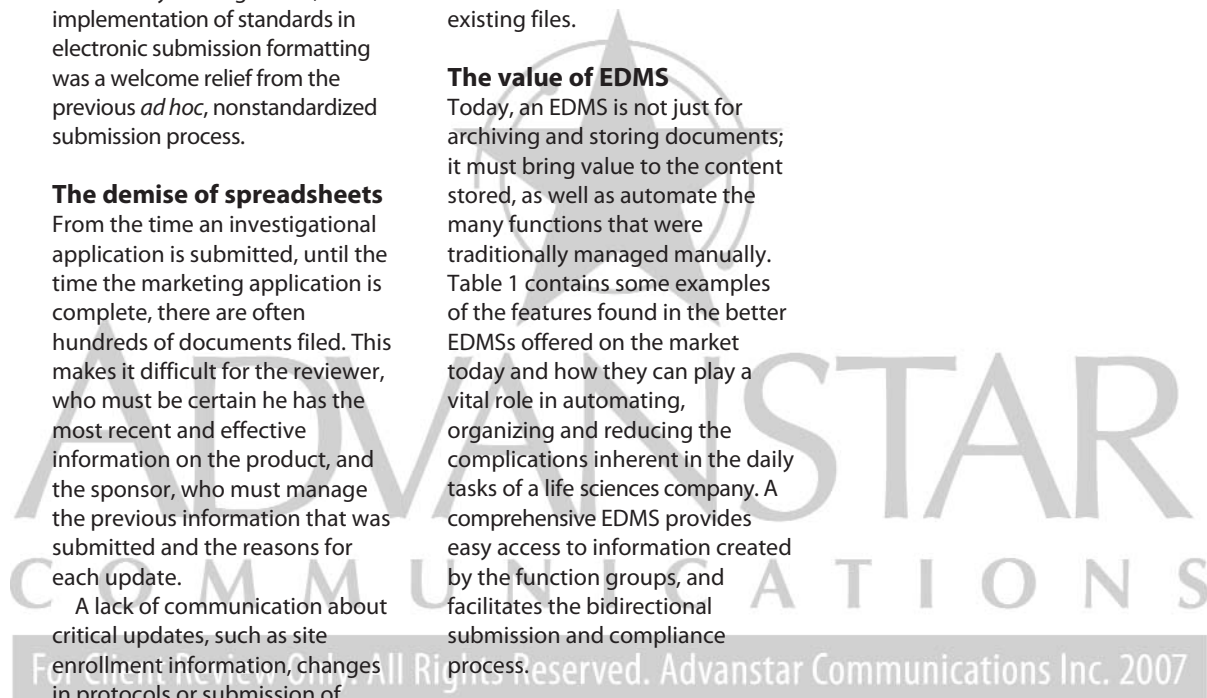 implementation of standards in
electronic submission formatting
was a welcome relief from the
previous ad hoc, nonstandardized
submission process.
The demise of spreadsheets
From the time an investigational
application is submitted, until the
time the marketing application is
complete, there are often
hundreds of documents filed. This
makes it difficult for the reviewer,
who must be certain he has the
most recent and effective
information on the product, and
the sponsor, who must manage
the previous information that was
submitted and the reasons for
each update.
A lack of communication about
critical updates, such as site
enrollment information, changes
in protocols or submission of
existing files.
The value of EDMS
Today, an EDMS is not just for
archiving and storing documents;
it must bring value to the content
stored, as well as automate the
many functions that were
traditionally managed manually.
Table 1 contains some examples
of the features found in the better
EDMSs offered on the market
today and how they can play a
vital role in automating,
organizing and reducing the
complications inherent in the daily
tasks of a life sciences company. A
comprehensive EDMS provides
easy access to information created
by the function groups, and
facilitates the bidirectional
submission and compliance
process.
ADVANSTAR
COMMUNICATIONS
For Client Review Only. All Rights Reserved. Advanstar Communications Inc. 2007